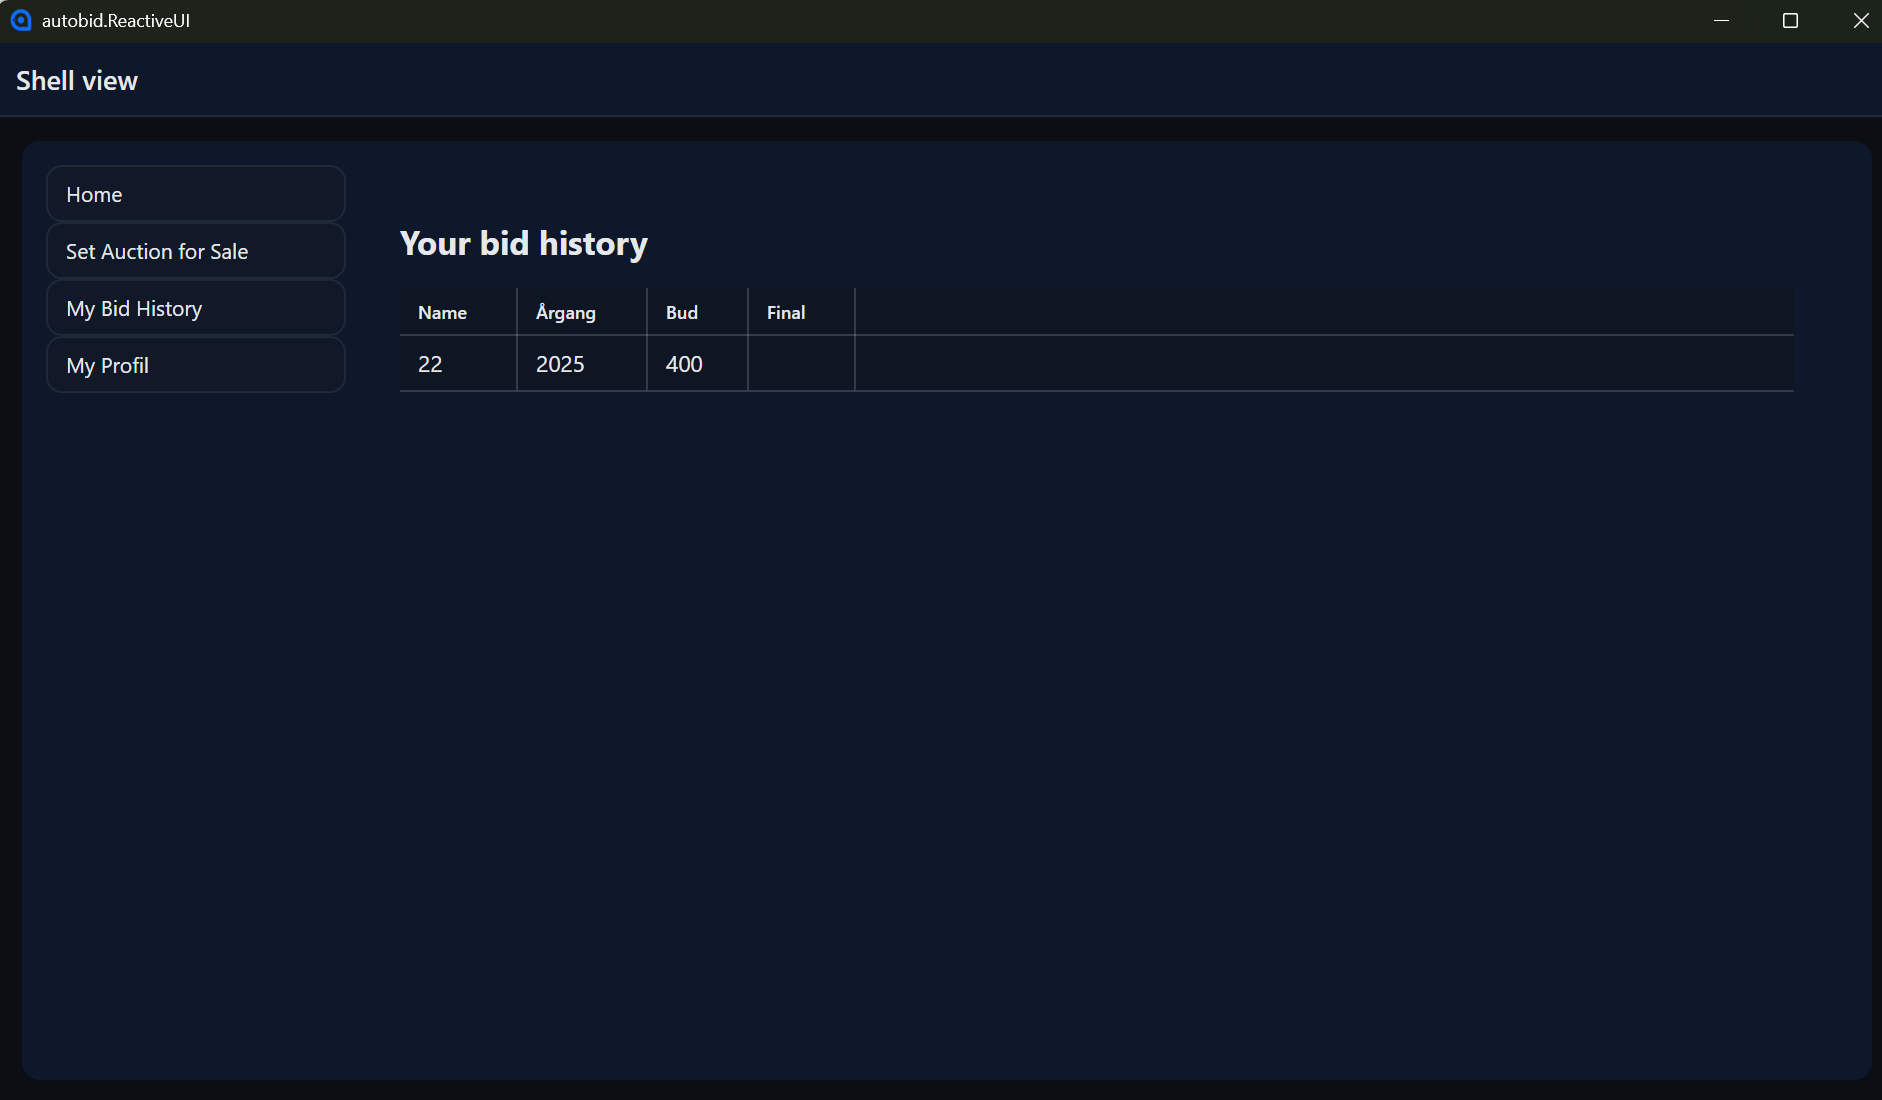 autobid.ReactiveUI
Shell view
Home
Set Auction for Sale
My Bid History
My Profil
Your bid history
Name Årgang Bud Final
22 2025 400